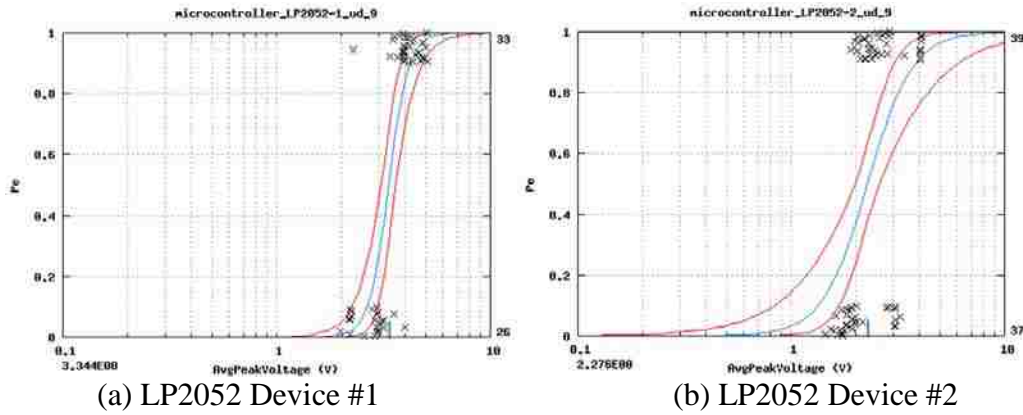 microcontroller_LP2052-1_ud_9
1
0.8
0.6
0.4
0.2
0
Pe
33
26
0.1
1
10
3.344E00
AvgPeakVoltage (V)
(a) LP2052 Device #1
microcontroller_LP2052-2_ud_9
1
0.8
0.6
0.4
0.2
0
Pe
39
37
0.1
1
10
2.276E00
AvgPeakVoltage (V)
(b) LP2052 Device #2